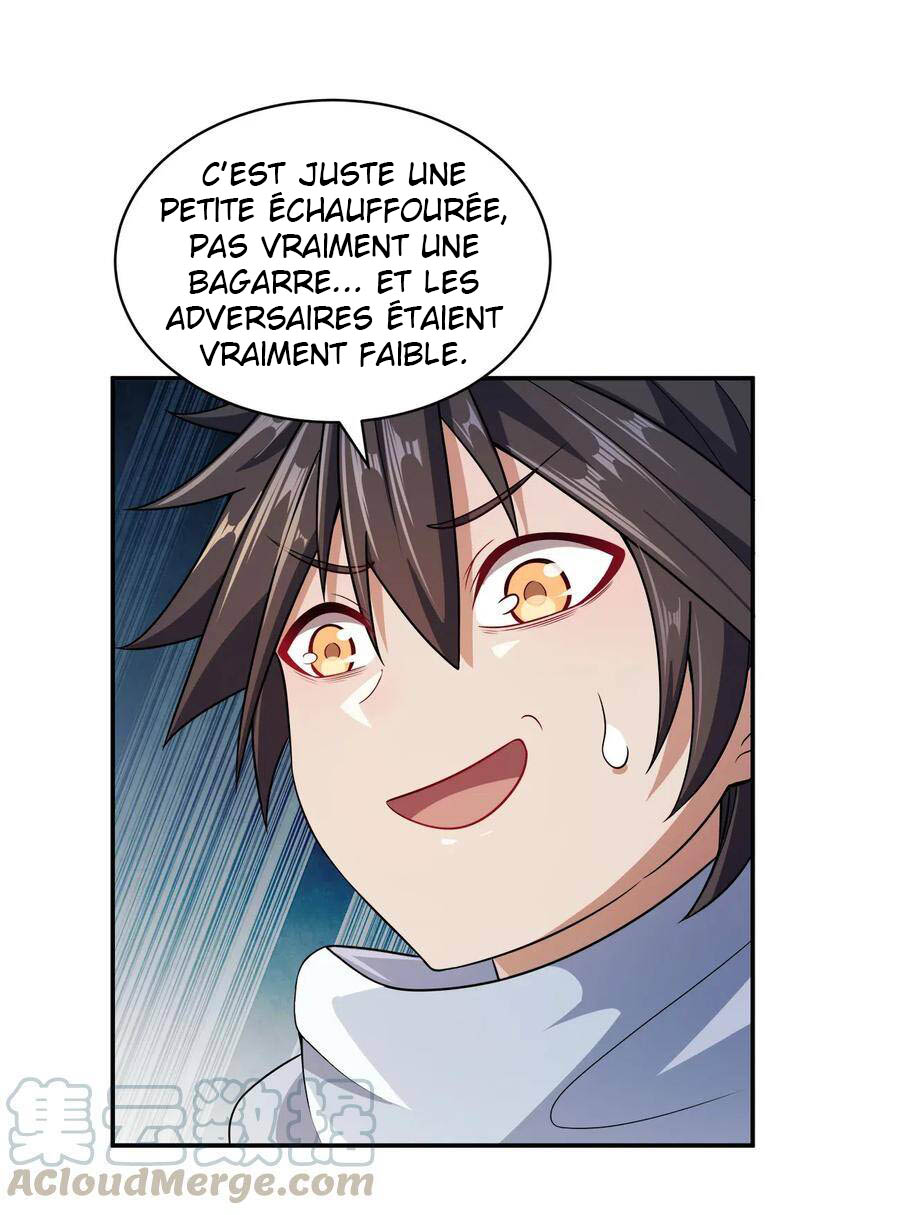 C'EST JUSTE UNE
PETITE ÉCHAUFFOURÉE,
PAS VRAIMENT UNE
BAGARRE... ET LES
ADVERSAIRES ÉTAIENT
VRAIMENT FAIBLE.
集云数据
ACloudMerge.com